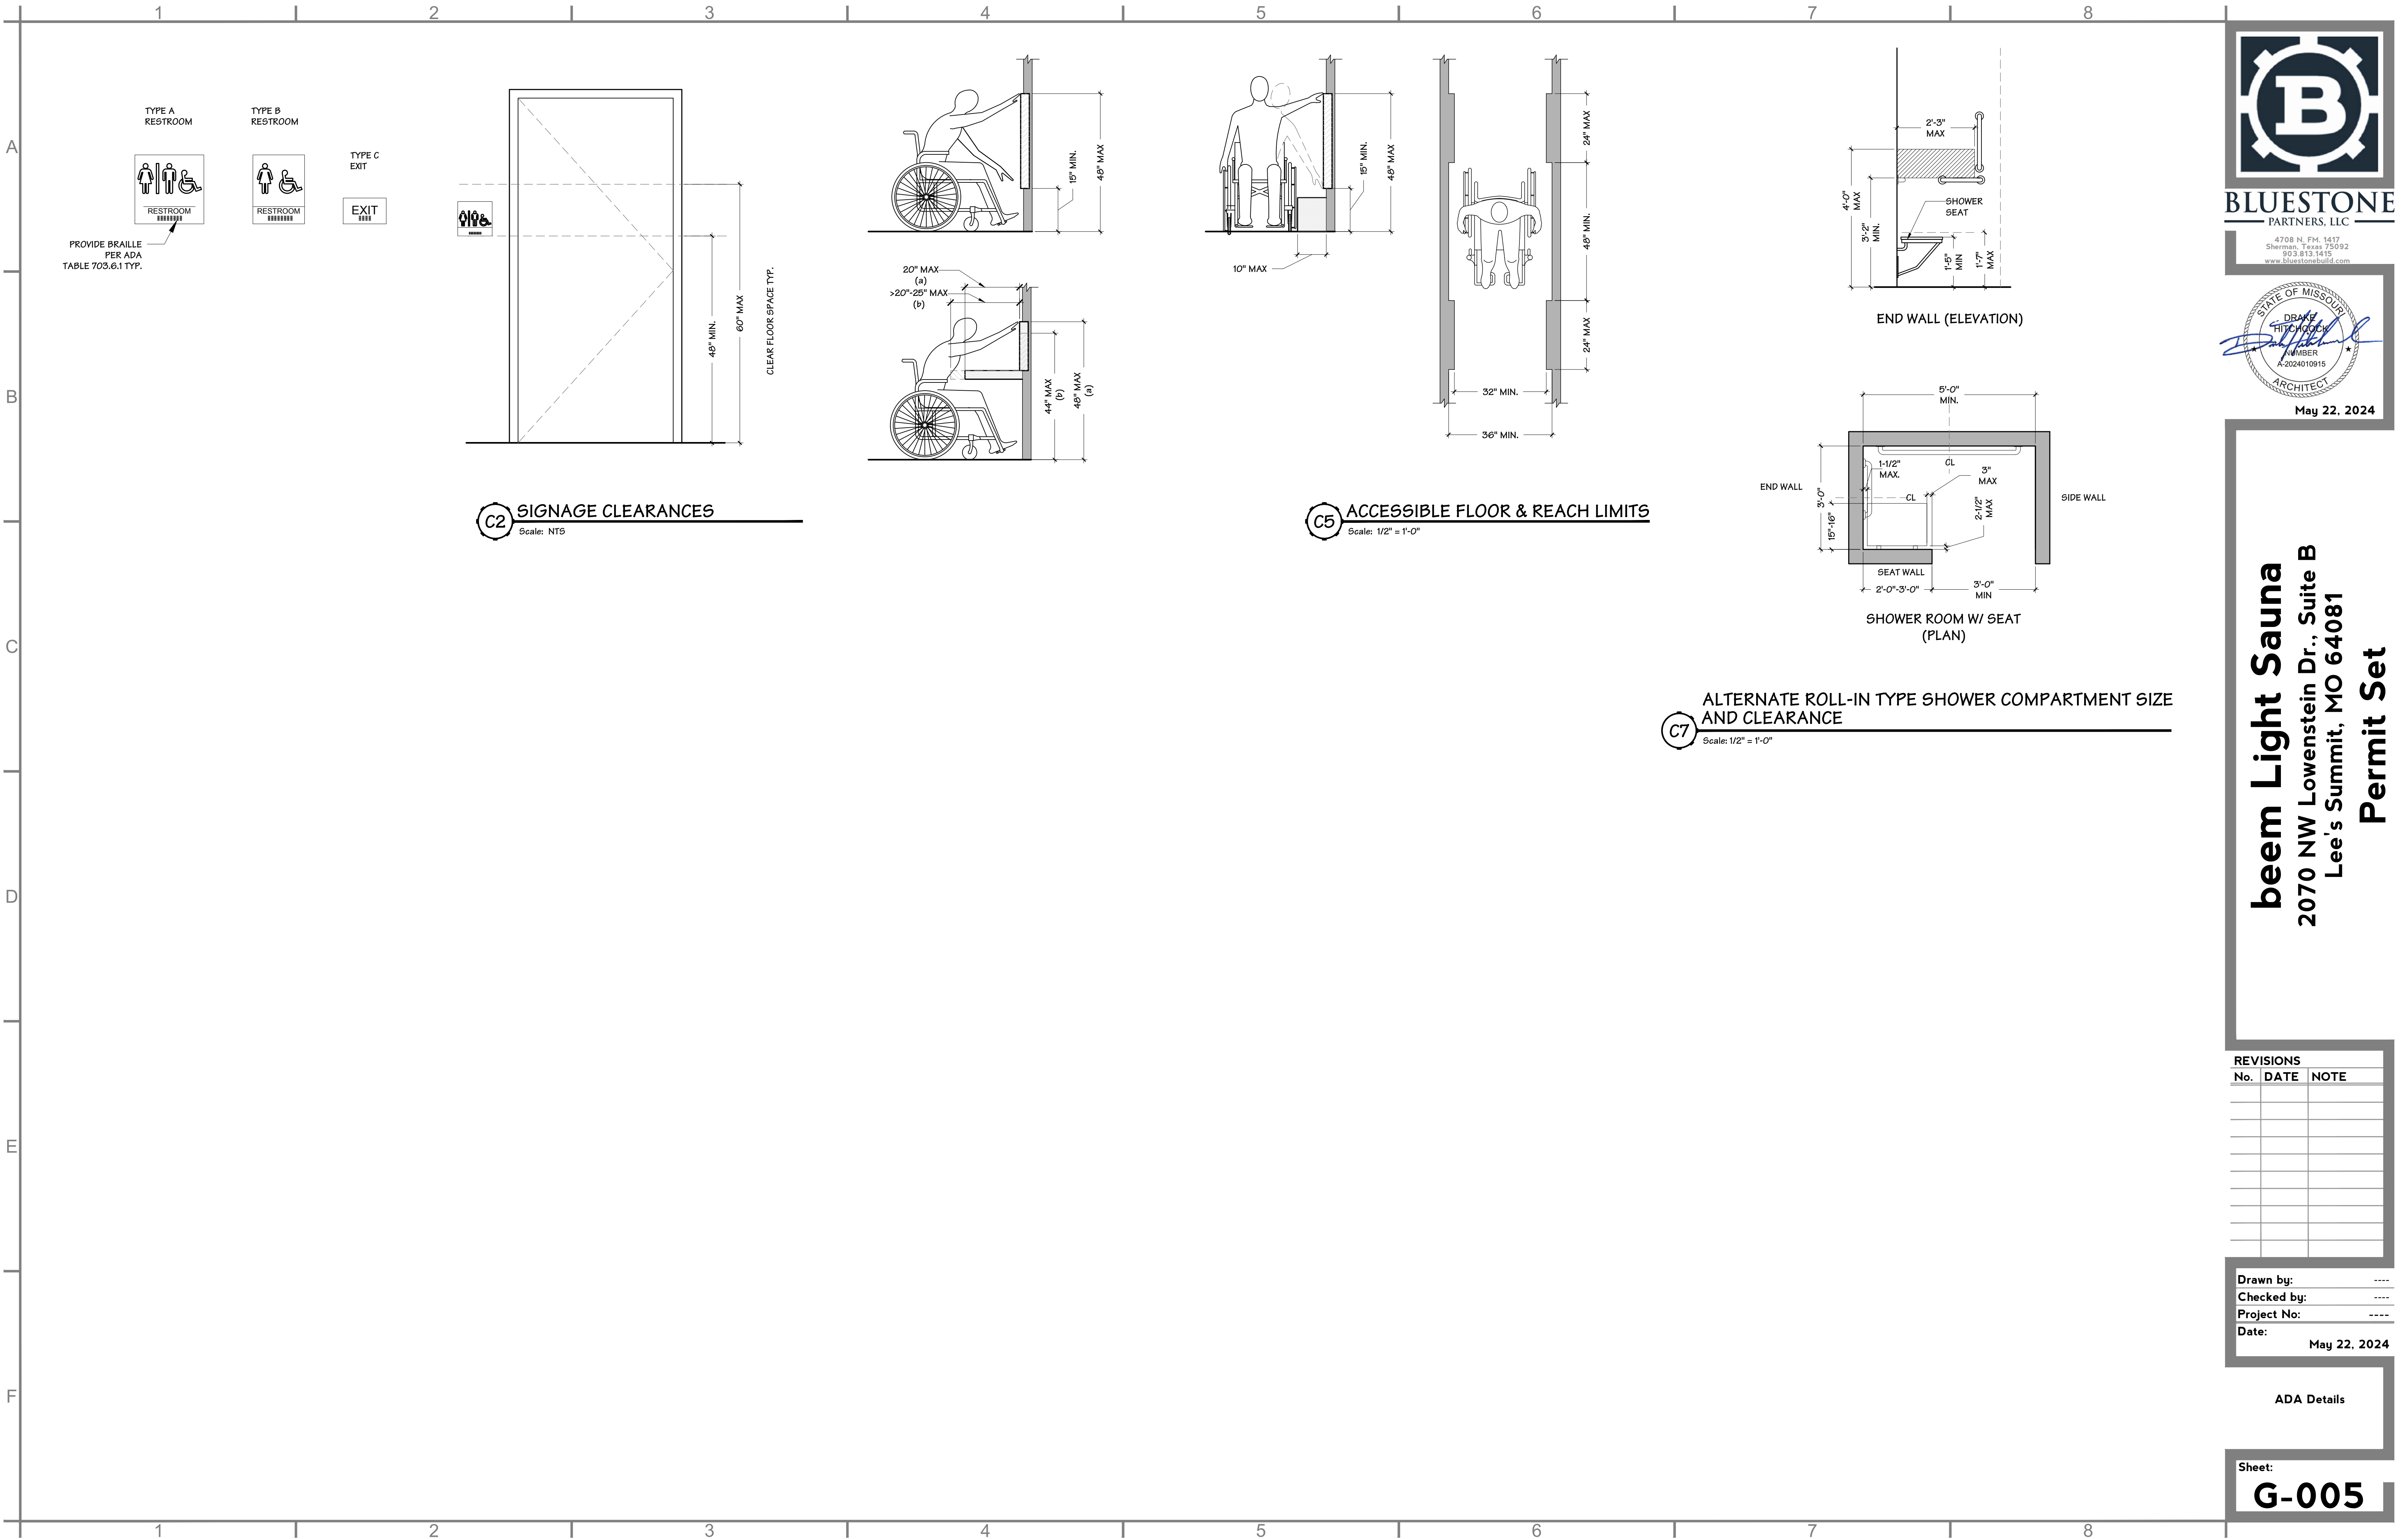 1 2 3 4 5 6 7 8
A
B
C
D
E
F
TYPE A
RESTROOM
TYPE B
RESTROOM
TYPE C
EXIT
RESTROOM
RESTROOM
EXIT
PROVIDE BRAILLE
PER ADA
TABLE 703.6.1 TYP.
48" MIN.
60" MAX
CLEAR FLOOR SPACE TYP.
C2
SIGNAGE CLEARANCES
Scale: NTS
15" MIN.
48" MAX
20" MAX
(a)
>20"-25" MAX
(b)
44" MAX
(b)
48" MAX
(a)
15" MIN.
48" MAX
10" MAX
24" MAX
48" MIN.
24" MAX
32" MIN.
36" MIN.
C5
ACCESSIBLE FLOOR & REACH LIMITS
Scale: 1/2" = 1'-0"
2'-3"
MAX
4'-0"
MAX
3'-2"
MIN.
SHOWER
SEAT
1'-5"
MIN
1'-7"
MAX
END WALL (ELEVATION)
5'-0"
MIN.
1-1/2"
MAX.
CL
3"
MAX
CL
END WALL
3'-0"
15"-16"
2-1/2"
MAX
SIDE WALL
SEAT WALL
2'-0"-3'-0"
3'-0"
MIN
SHOWER ROOM W/ SEAT
(PLAN)
C7
ALTERNATE ROLL-IN TYPE SHOWER COMPARTMENT SIZE
AND CLEARANCE
Scale: 1/2" = 1'-0"
B
BLUESTONE
PARTNERS, LLC
4708 N. FM. 1417
Sherman, Texas 75092
903.813.1415
www.bluestonebuild.com
STATE OF MISSOURI
DRAKE
HITCHCOCK
NUMBER
A-2024010915
ARCHITECT
May 22, 2024
beem Light Sauna
2070 NW Lowenstein Dr., Suite B
Lee's Summit, MO 64081
Permit Set
REVISIONS
No. DATE NOTE
Drawn by: ----
Checked by: ----
Project No: ----
Date:
May 22, 2024
ADA Details
Sheet:
G-005
1 2 3 4 5 6 7 8